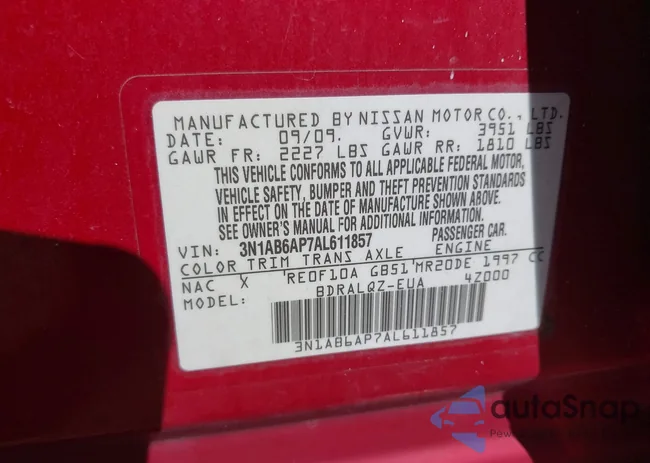 MANUFACTURED BY NISSAN MOTOR CO., LTD.
DATE: 09/09. GVWR: 3951 LBS
GAWR FR: 2227 LBS GAWR RR: 1810 LBS
THIS VEHICLE CONFORMS TO ALL APPLICABLE FEDERAL MOTOR,
VEHICLE SAFETY, BUMPER AND THEFT PREVENTION STANDARDS
IN EFFECT ON THE DATE OF MANUFACTURE SHOWN ABOVE.
SEE OWNER'S MANUAL FOR ADDITIONAL INFORMATION.
VIN: 3N1AB6AP7AL611857 PASSENGER CAR.
COLOR TRIM TRANS AXLE ENGINE
NAC X RE0F10A GB51 MR20DE 1997 CC
MODEL: BDRALQZ-EUA 4Z000
3N1AB6AP7AL611857
autoSnap